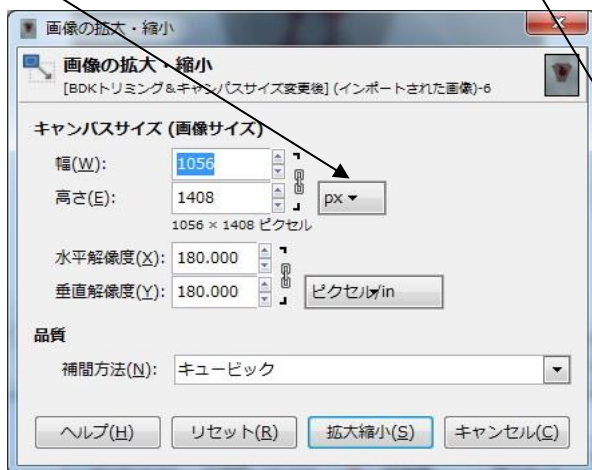 画像の拡大・縮小
画像の拡大・縮小
[BDKトリミング&キャンバスサイズ変更後] (インポートされた画像)-6
キャンバスサイズ (画像サイズ)
幅(W): 1056
高さ(E): 1408 px
1056 × 1408 ピクセル
水平解像度(X): 180.000
垂直解像度(Y): 180.000 ピクセル/in
品質
補間方法(N): キュービック
ヘルプ(H) リセット(R) 拡大縮小(S) キャンセル(C)